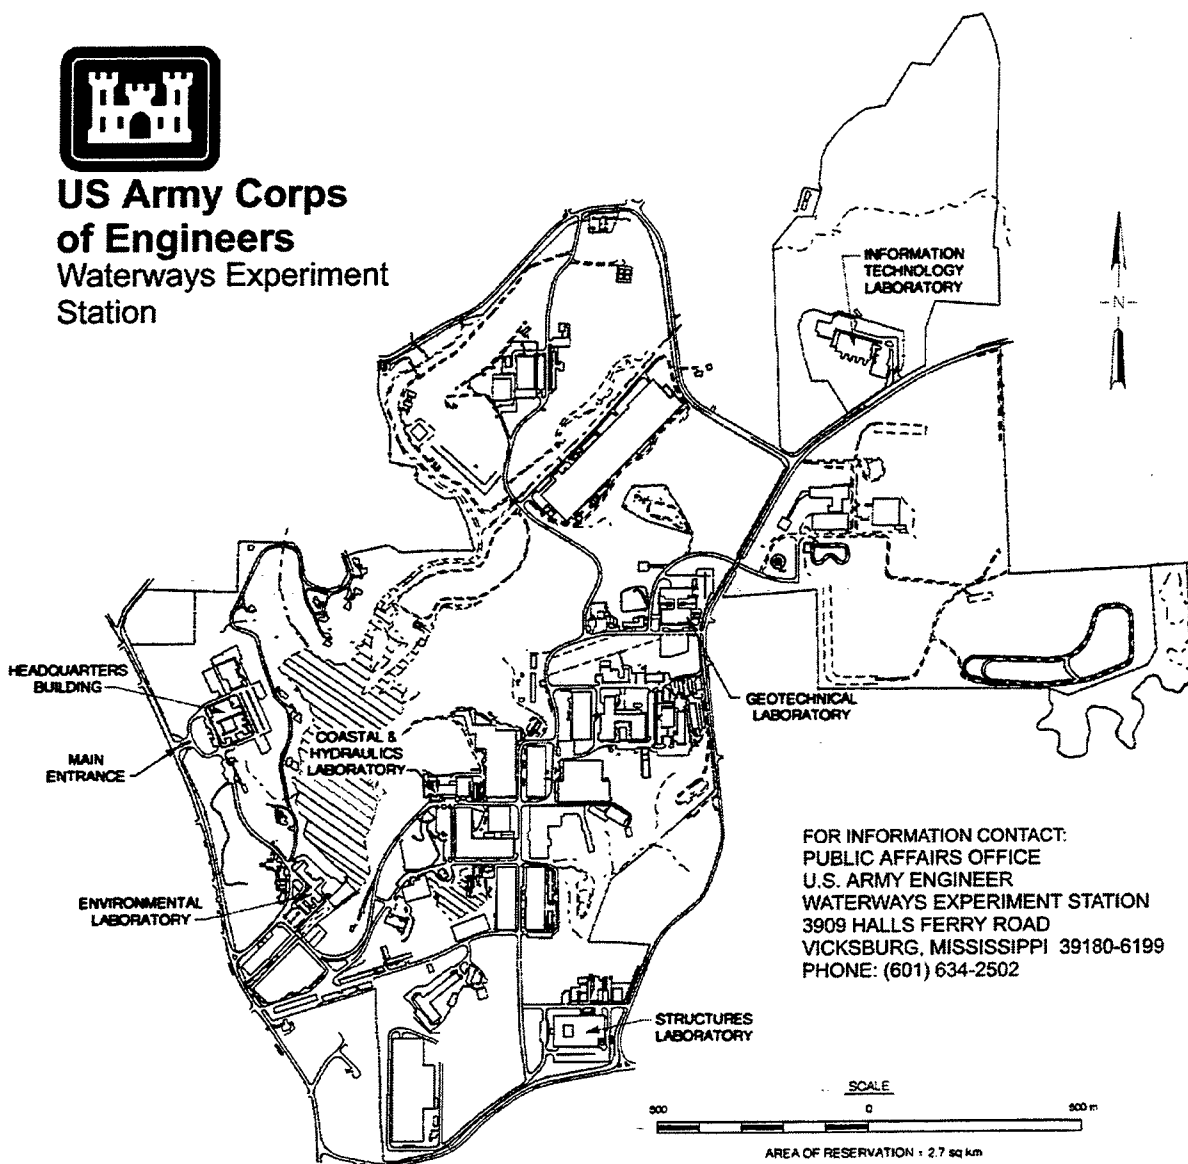 US Army Corps
of Engineers
Waterways Experiment
Station
INFORMATION
TECHNOLOGY
LABORATORY
N
HEADQUARTERS
BUILDING
MAIN
ENTRANCE
COASTAL &
HYDRAULICS
LABORATORY
GEOTECHNICAL
LABORATORY
ENVIRONMENTAL
LABORATORY
STRUCTURES
LABORATORY
FOR INFORMATION CONTACT:
PUBLIC AFFAIRS OFFICE
U.S. ARMY ENGINEER
WATERWAYS EXPERIMENT STATION
3909 HALLS FERRY ROAD
VICKSBURG, MISSISSIPPI 39180-6199
PHONE: (601) 634-2502
SCALE
500 0 500 m
AREA OF RESERVATION = 2.7 sq km